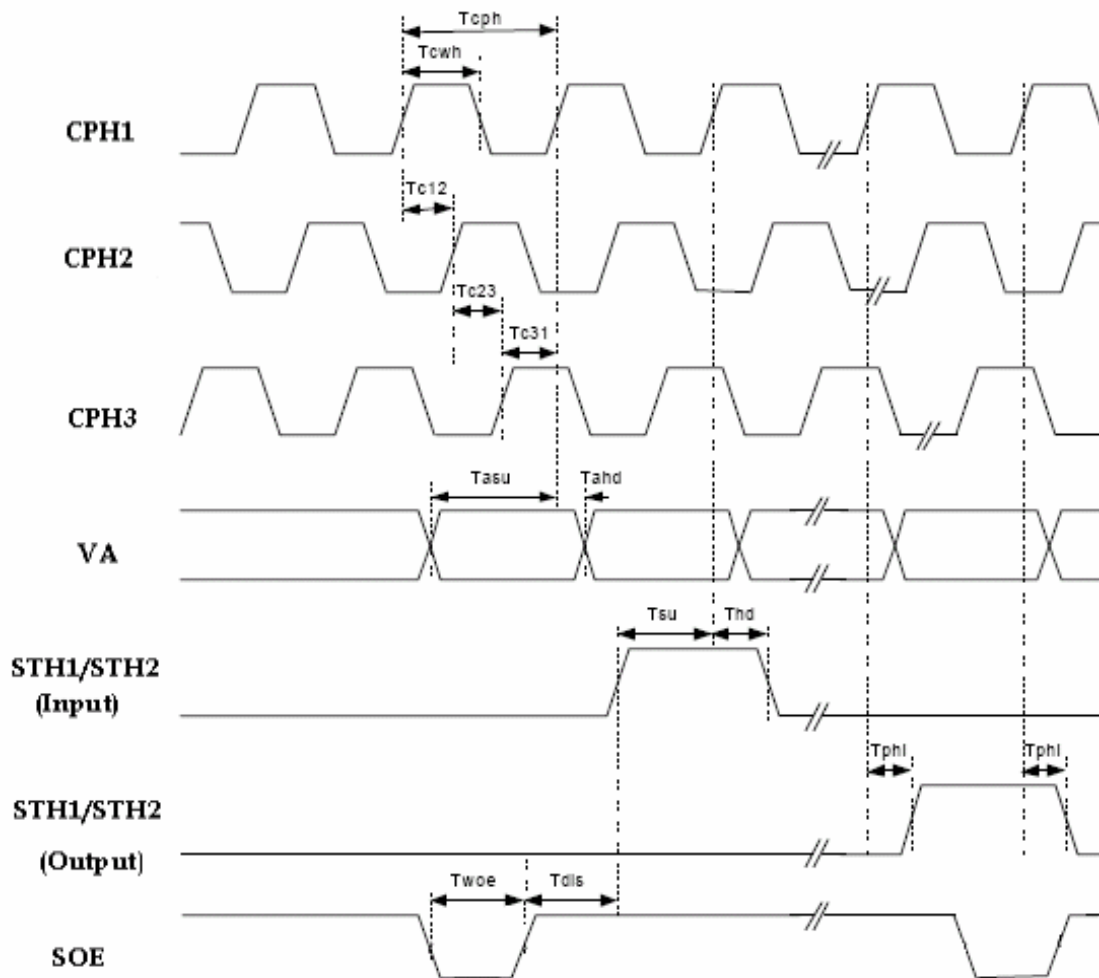 Tcph
Tcwh
CPH1
Tc12
CPH2
Tc23
Tc31
CPH3
Tasu
Tahd
VA
Tsu
Thd
STH1/STH2
(Input)
Tphl
Tphl
STH1/STH2
(Output)
Twoe
Tdis
SOE